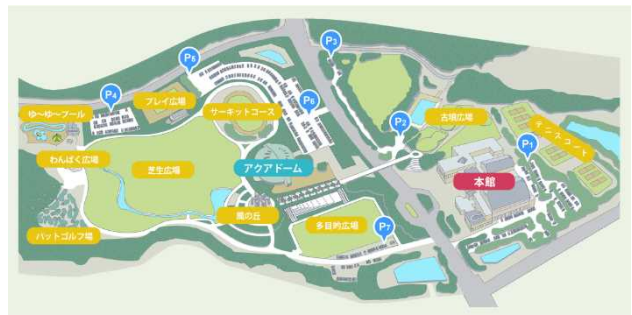 P5
P3
P4
P6
プレイ広場
サーキットコース
P2
古墳広場
テニスコート
P1
ゆ〜ゆ〜プール
わんぱく広場
芝生広場
アクアドーム
本館
風の丘
多目的広場
P7
パットゴルフ場